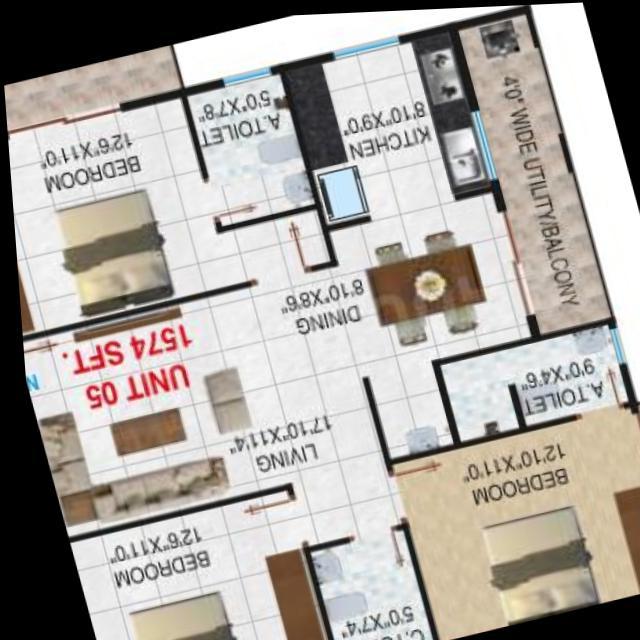 A.TOILET
5'0"X7'8"
KITCHEN
8'10"X9'0"
4'0" WIDE UTILITY/BALCONY
BEDROOM
12'6"X11'0"
DINING
8'10"X8'6"
UNIT 05
1574 SFT.
N
A.TOILET
9'0"X4'6"
LIVING
17'10"X11'4"
BEDROOM
12'10"X11'0"
BEDROOM
12'6"X11'0"
5'0"X7'4"